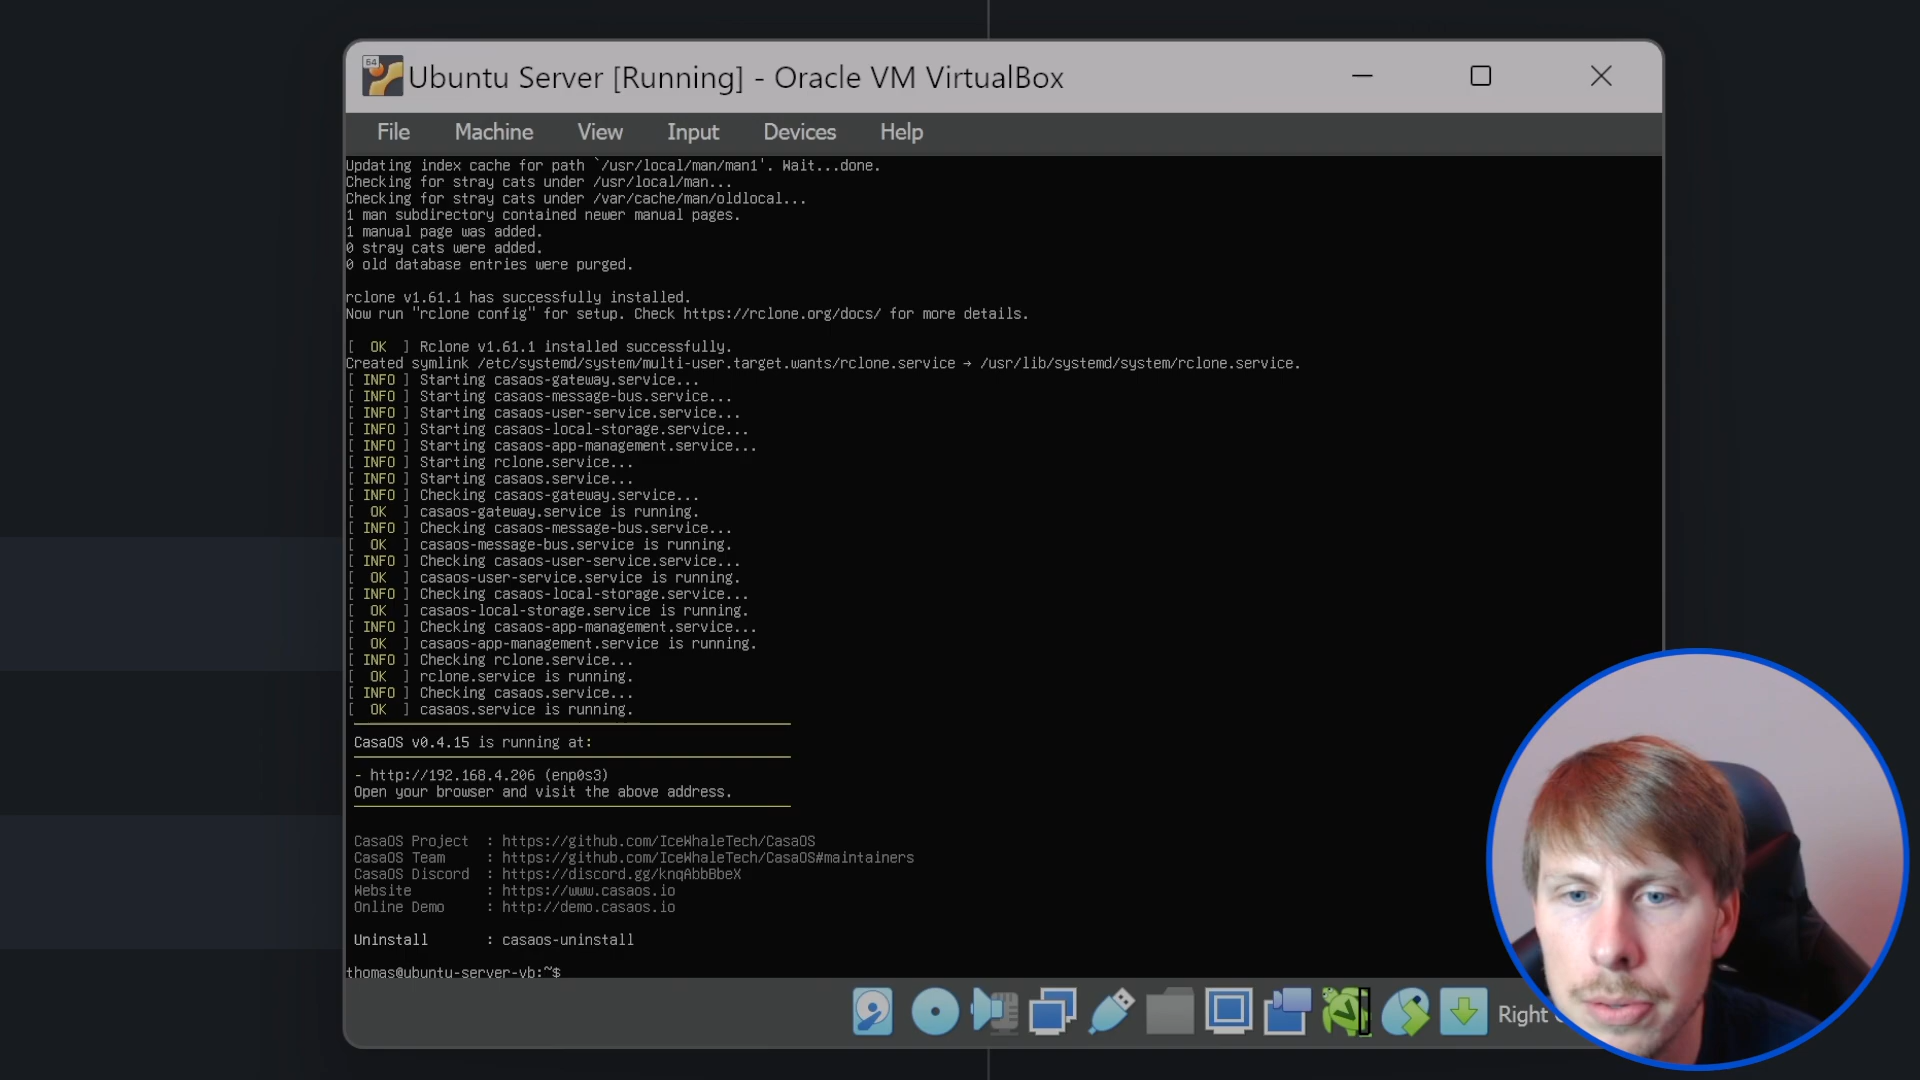 64
Ubuntu Server [Running] - Oracle VM VirtualBox
File Machine View Input Devices Help
Updating index cache for path `/usr/local/man/man1'. Wait...done.
Checking for stray cats under /usr/local/man...
Checking for stray cats under /var/cache/man/oldlocal...
1 man subdirectory contained newer manual pages.
1 manual page was added.
0 stray cats were added.
0 old database entries were purged.
rclone v1.61.1 has successfully installed.
Now run "rclone config" for setup. Check https://rclone.org/docs/ for more details.
[ OK ] Rclone v1.61.1 installed successfully.
Created symlink /etc/systemd/system/multi-user.target.wants/rclone.service → /usr/lib/systemd/system/rclone.service.
[ INFO ] Starting casaos-gateway.service...
[ INFO ] Starting casaos-message-bus.service...
[ INFO ] Starting casaos-user-service.service...
[ INFO ] Starting casaos-local-storage.service...
[ INFO ] Starting casaos-app-management.service...
[ INFO ] Starting rclone.service...
[ INFO ] Starting casaos.service...
[ INFO ] Checking casaos-gateway.service...
[ OK ] casaos-gateway.service is running.
[ INFO ] Checking casaos-message-bus.service...
[ OK ] casaos-message-bus.service is running.
[ INFO ] Checking casaos-user-service.service...
[ OK ] casaos-user-service.service is running.
[ INFO ] Checking casaos-local-storage.service...
[ OK ] casaos-local-storage.service is running.
[ INFO ] Checking casaos-app-management.service...
[ OK ] casaos-app-management.service is running.
[ INFO ] Checking rclone.service...
[ OK ] rclone.service is running.
[ INFO ] Checking casaos.service...
[ OK ] casaos.service is running.
CasaOS v0.4.15 is running at:
- http://192.168.4.206 (enp0s3)
Open your browser and visit the above address.
CasaOS Project : https://github.com/IceWhaleTech/CasaOS
CasaOS Team : https://github.com/IceWhaleTech/CasaOS#maintainers
CasaOS Discord : https://discord.gg/knqAbbBbeX
Website : https://www.casaos.io
Online Demo : http://demo.casaos.io
Uninstall : casaos-uninstall
thomas@ubuntu-server-vb:~$
Right